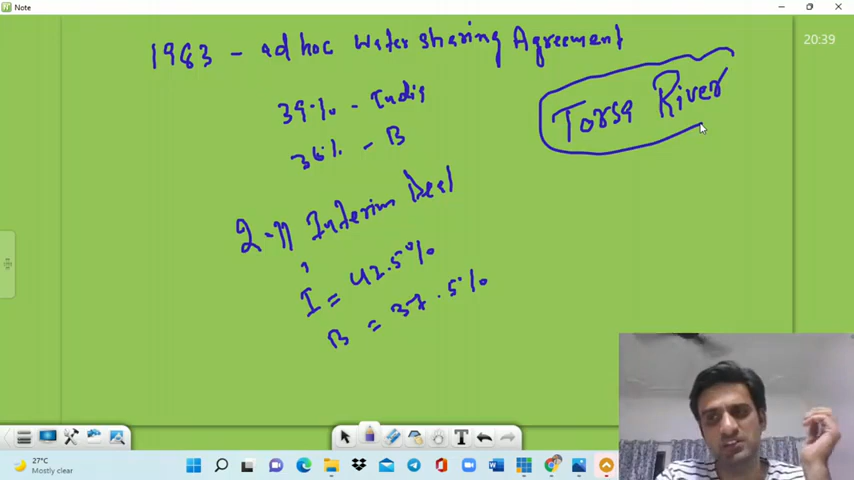 Note
20:39
1983 - ad hoc Water Sharing Agreement
39% - India
36% - B
Torsa River
Interim Deal
I = 42.5%
B = 37.5%
27°C
Mostly clear